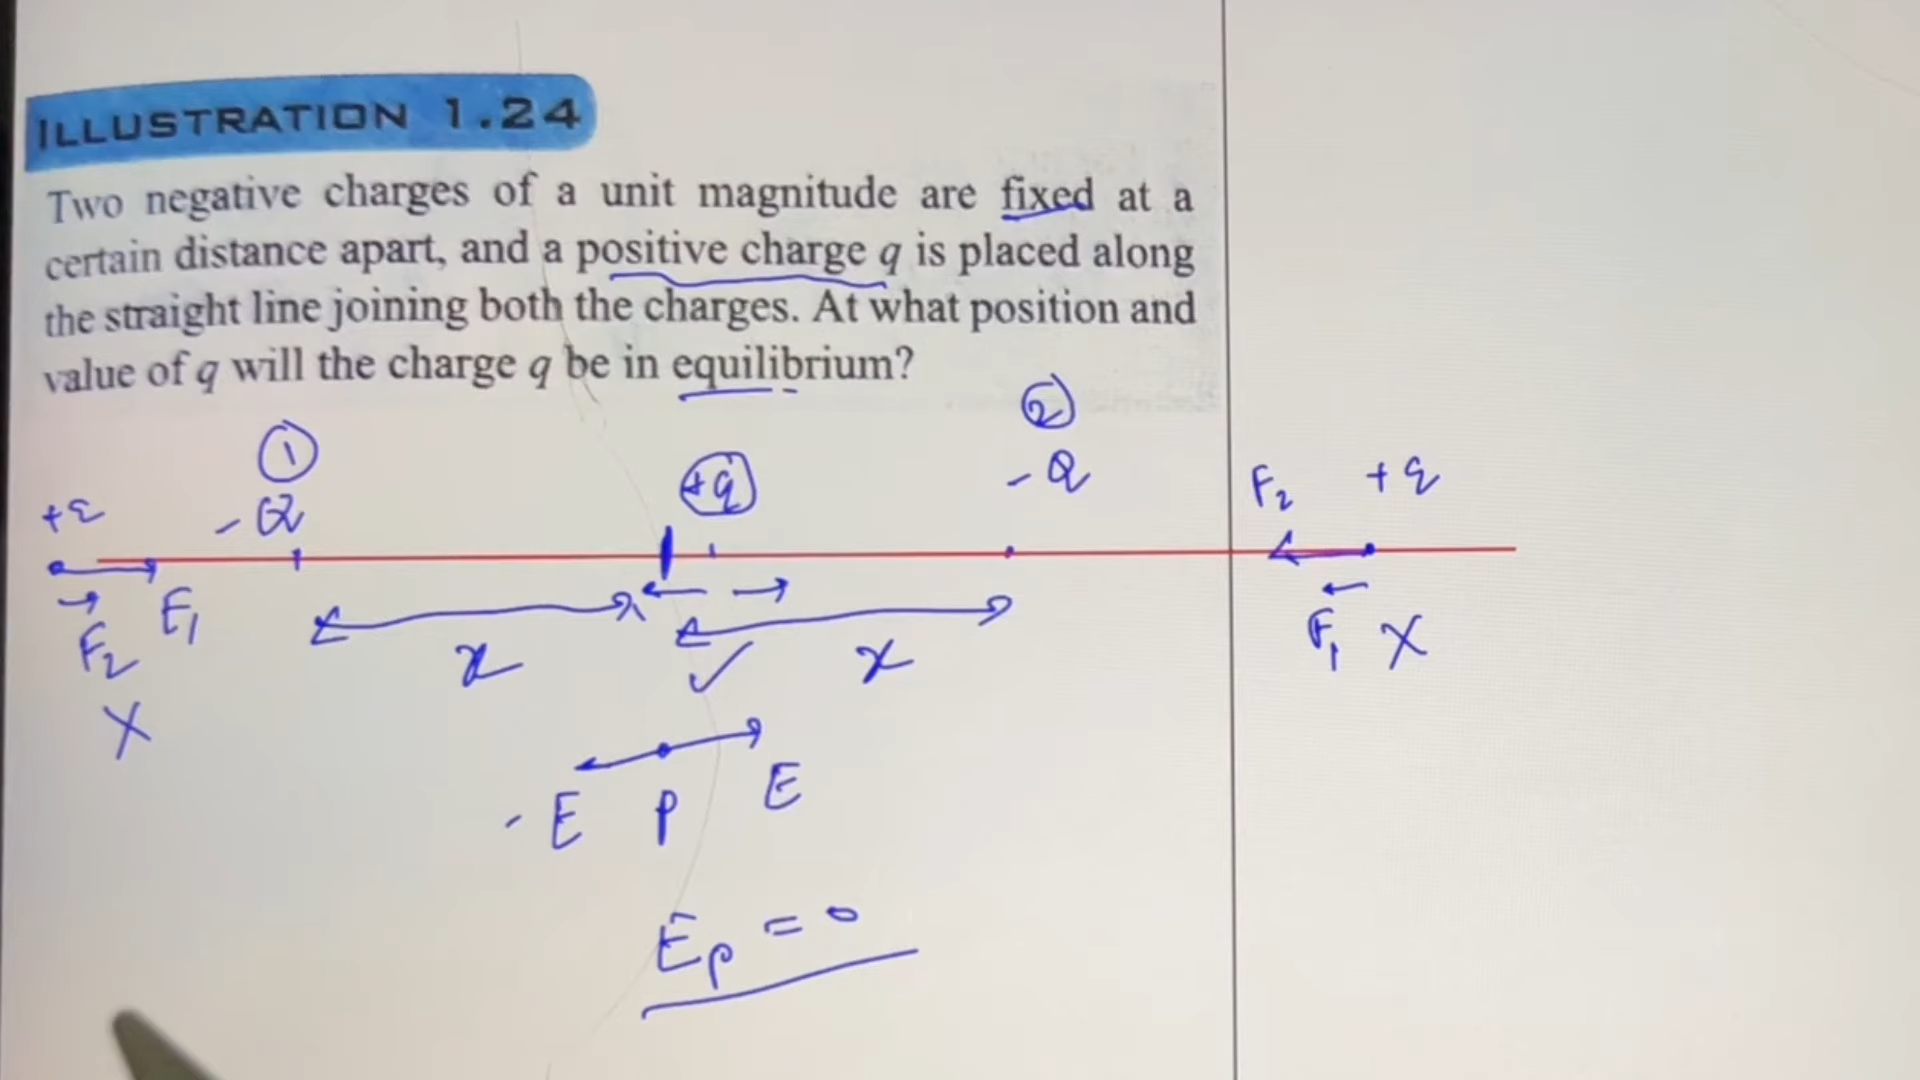 ILLUSTRATION 1.24
Two negative charges of a unit magnitude are fixed at a
certain distance apart, and a positive charge q is placed along
the straight line joining both the charges. At what position and
value of q will the charge q be in equilibrium?
1
2
+q
-Q
+q
-Q
F2
+q
F1
F2
X
x
✓
x
F1
X
-E
P
E
Ep = 0